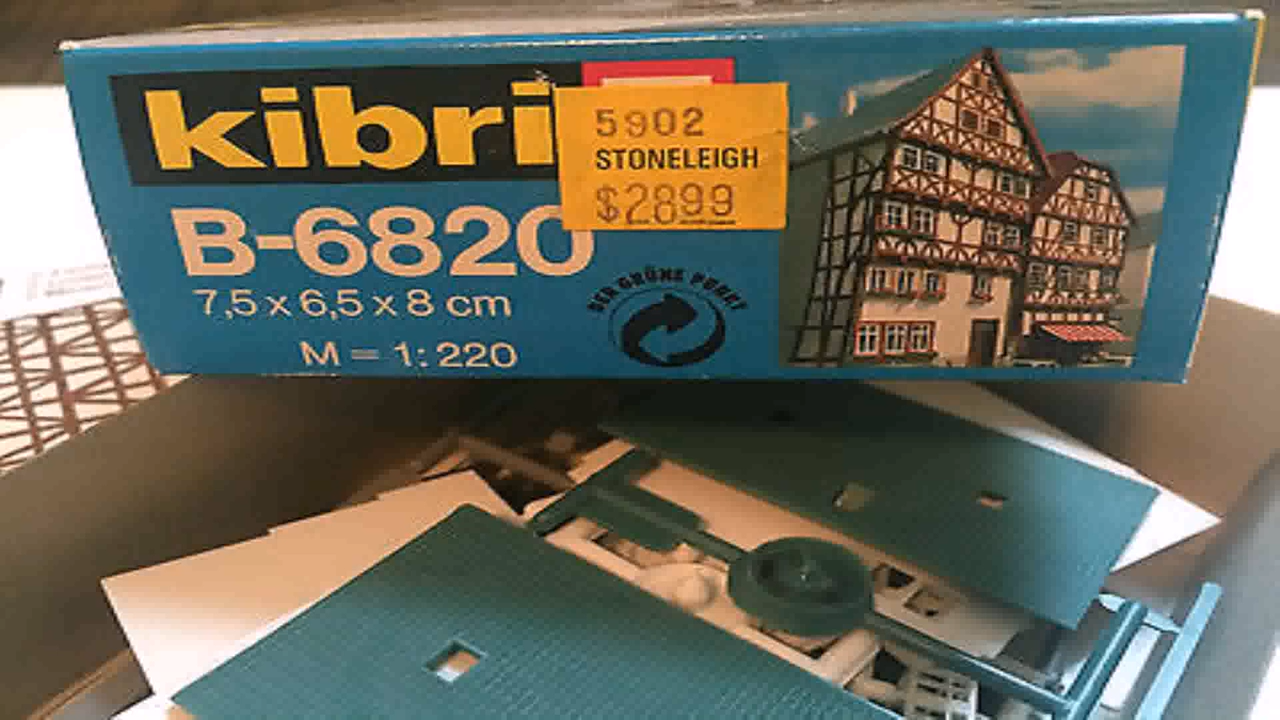 kibri
5902
STONELEIGH
$2899
B-6820
7,5 x 6,5 x 8 cm
DER GRÜNE PUNKT
M = 1:220